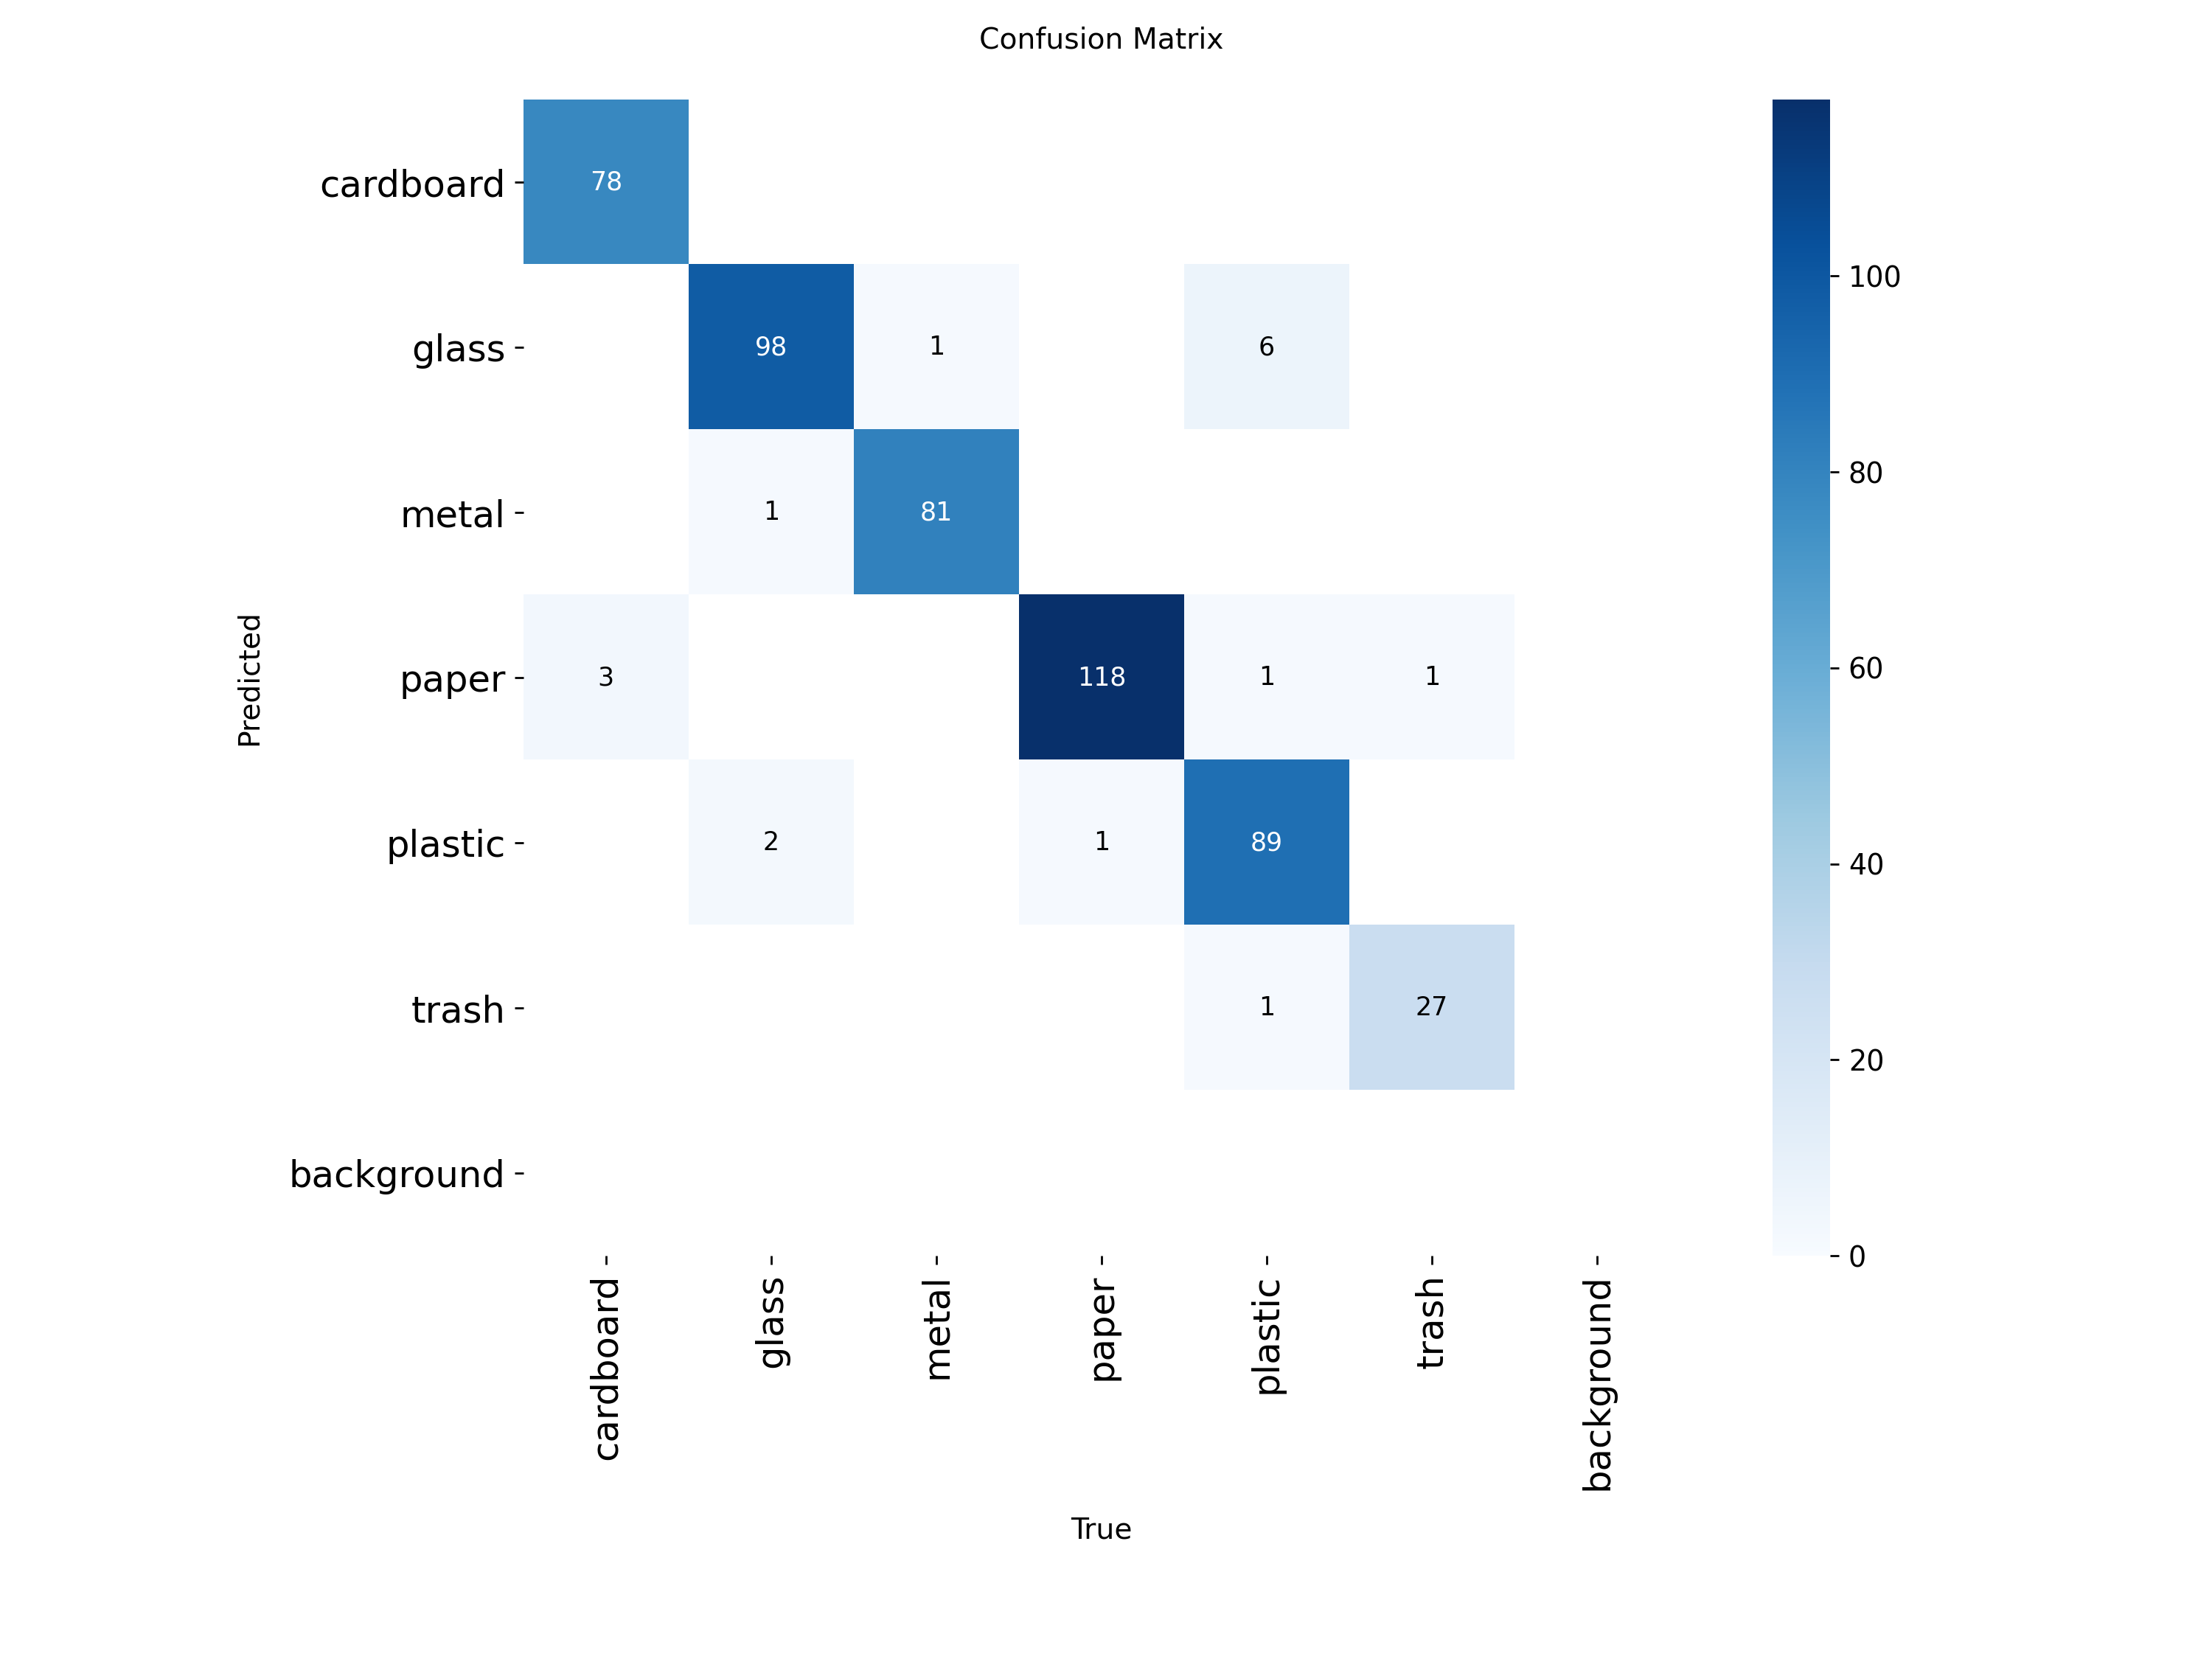 Confusion Matrix
cardboard
78
glass
98 1 6
metal
1 81
paper
3 118 1 1
plastic
2 1 89
trash
1 27
background
Predicted
cardboard
glass
metal
paper
plastic
trash
background
True
100
80
60
40
20
0